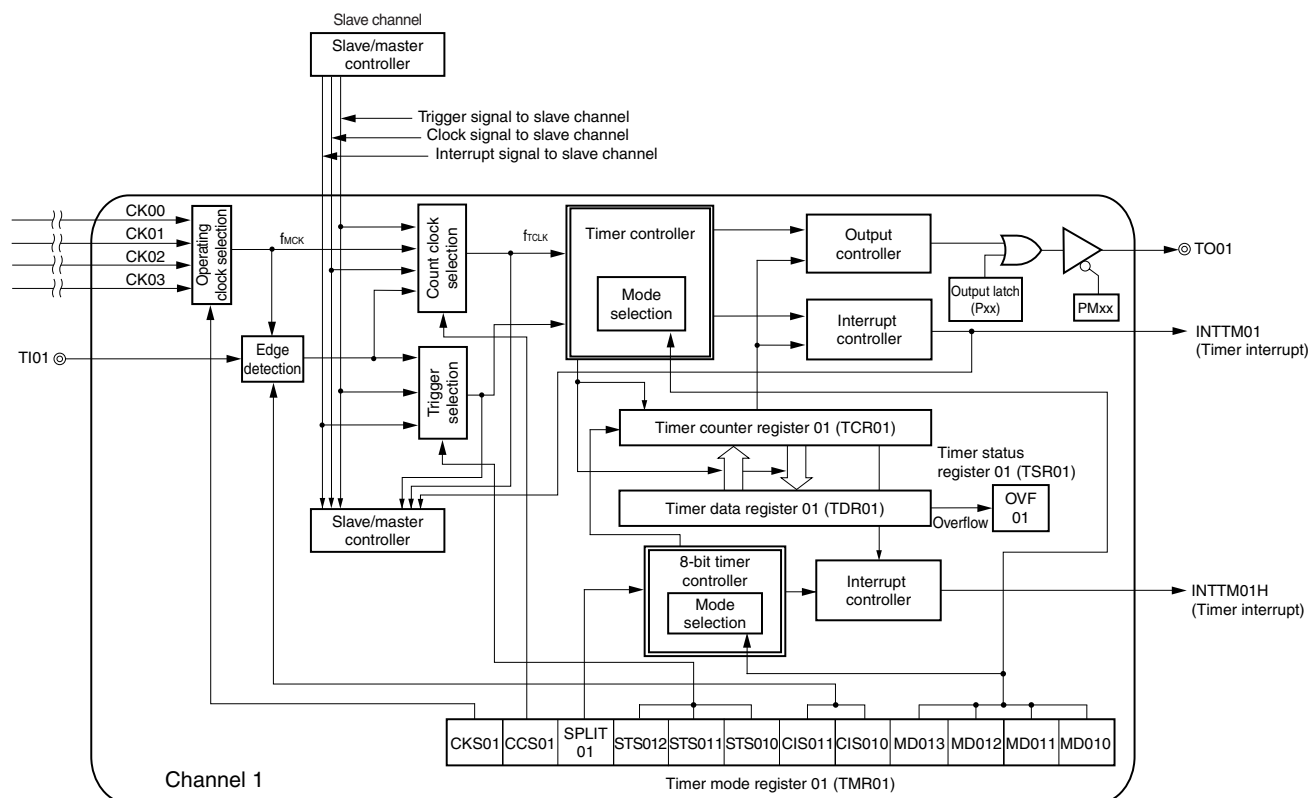 Slave channel
Slave/master
controller
Trigger signal to slave channel
Clock signal to slave channel
Interrupt signal to slave channel
CK00
CK01
CK02
CK03
Operating
clock selection
fMCK
Count clock
selection
fTCLK
Timer controller
Mode
selection
Output
controller
Output latch
(Pxx)
PMxx
TO01
Interrupt
controller
INTTM01
(Timer interrupt)
TI01
Edge
detection
Trigger
selection
Timer counter register 01 (TCR01)
Timer status
register 01 (TSR01)
Slave/master
controller
Timer data register 01 (TDR01)
Overflow
OVF
01
8-bit timer
controller
Mode
selection
Interrupt
controller
INTTM01H
(Timer interrupt)
CKS01
CCS01
SPLIT
01
STS012
STS011
STS010
CIS011
CIS010
MD013
MD012
MD011
MD010
Channel 1
Timer mode register 01 (TMR01)